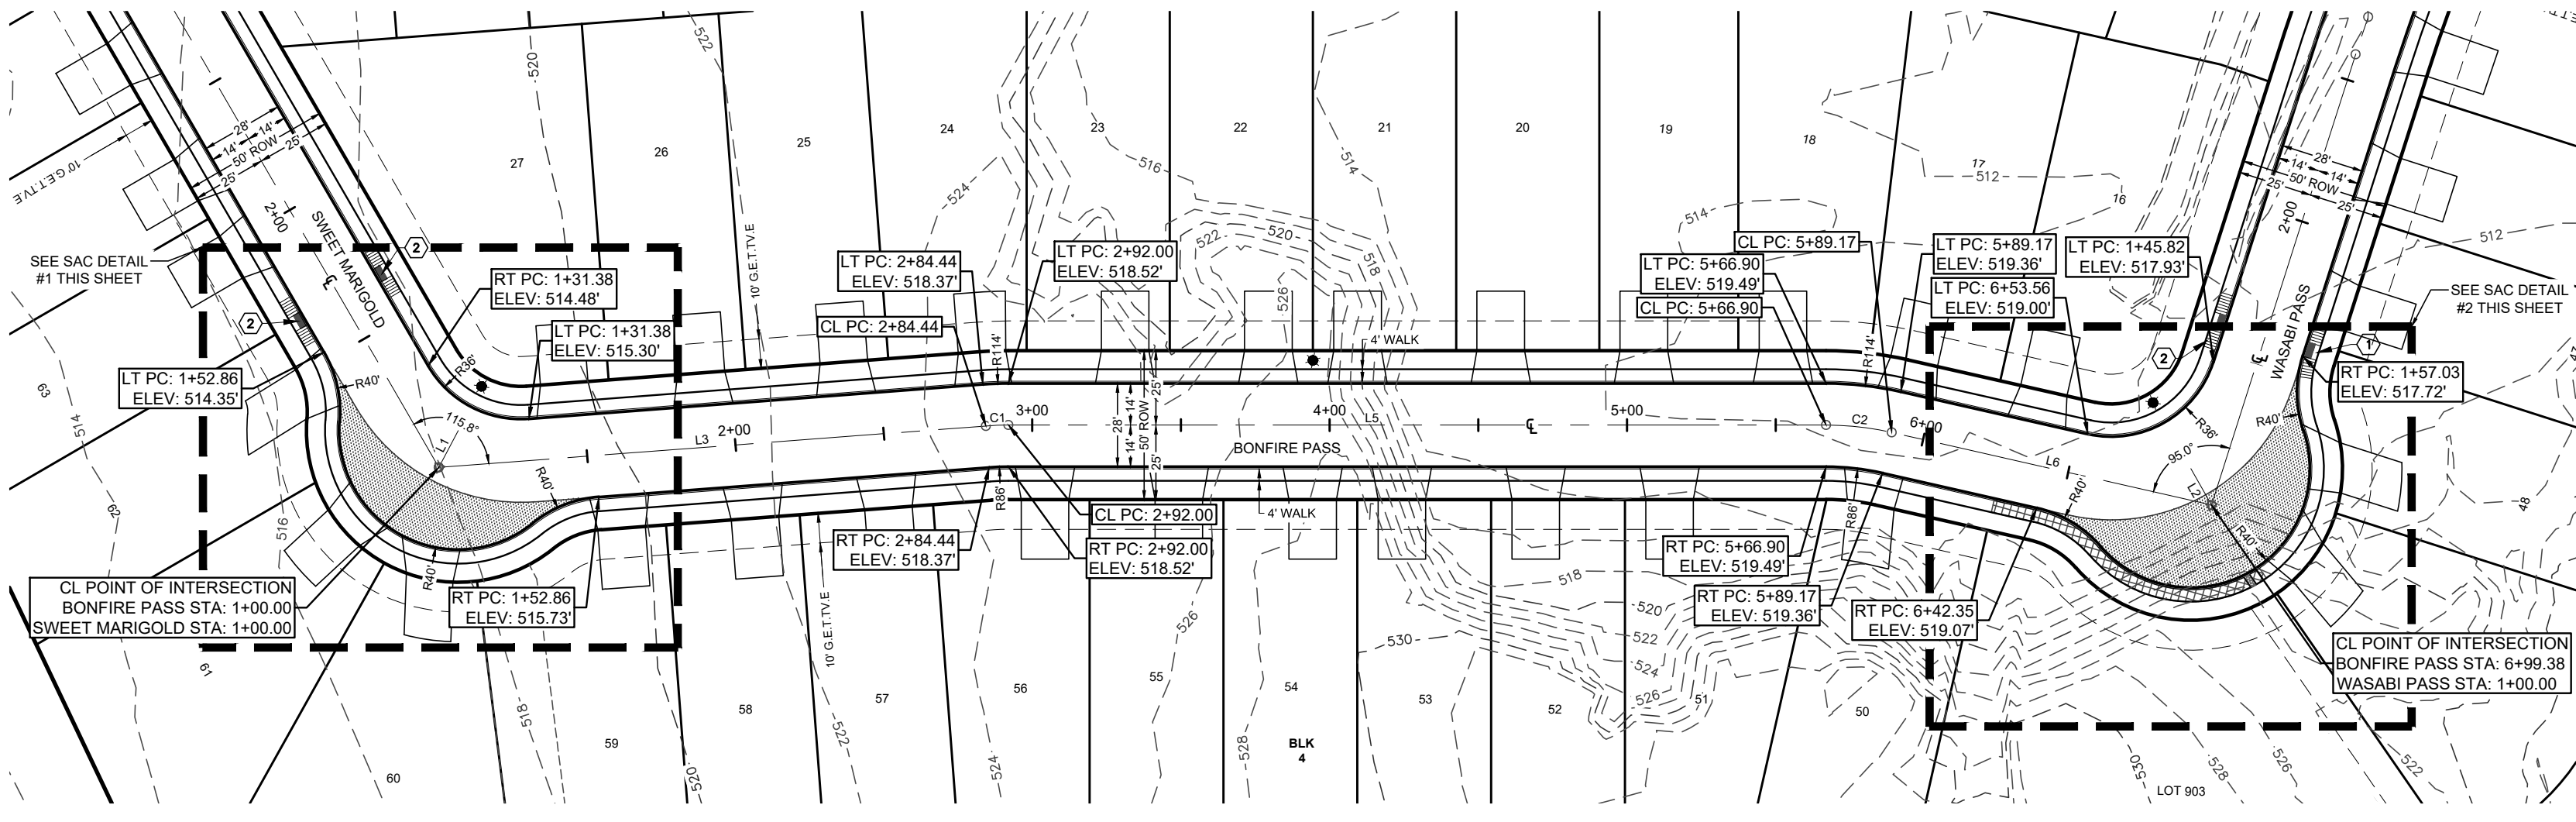 520
522
27
26
25
24
23
22
21
20
19
18
17
16
28'
14'
14'
50' ROW
25'
25'
10' G.E.T.TV.E.
2+00
SWEET MARIGOLD
℄
SEE SAC DETAIL
#1 THIS SHEET
2
2
RT PC: 1+31.38
ELEV: 514.48'
LT PC: 1+31.38
ELEV: 515.30'
LT PC: 1+52.86
ELEV: 514.35'
R36'
R40'
115.8°
L1
L3
2+00
R40'
R40'
10' G.E.T.TV.E
LT PC: 2+84.44
ELEV: 518.37'
CL PC: 2+84.44
LT PC: 2+92.00
ELEV: 518.52'
R114'
C1
3+00
28'
14'
14'
50' ROW
25'
25'
4' WALK
4+00
L5
℄
5+00
BONFIRE PASS
4' WALK
R86'
CL PC: 2+92.00
RT PC: 2+84.44
ELEV: 518.37'
RT PC: 2+92.00
ELEV: 518.52'
524
516
514
522
520
518
526
514
512
512
CL PC: 5+89.17
LT PC: 5+66.90
ELEV: 519.49'
CL PC: 5+66.90
LT PC: 5+89.17
ELEV: 519.36'
LT PC: 6+53.56
ELEV: 519.00'
LT PC: 1+45.82
ELEV: 517.93'
R114'
C2
6+00
L6
R86'
RT PC: 5+66.90
ELEV: 519.49'
RT PC: 5+89.17
ELEV: 519.36'
RT PC: 6+42.35
ELEV: 519.07'
28'
14'
14'
50' ROW
25'
25'
2+00
WASABI PASS
℄
2
1
SEE SAC DETAIL
#2 THIS SHEET
RT PC: 1+57.03
ELEV: 517.72'
R36'
R40'
95.0°
L2
R40'
R40'
47
48
CL POINT OF INTERSECTION
BONFIRE PASS STA: 6+99.38
WASABI PASS STA: 1+00.00
CL POINT OF INTERSECTION
BONFIRE PASS STA: 1+00.00
SWEET MARIGOLD STA: 1+00.00
RT PC: 1+52.86
ELEV: 515.73'
10' G.E.T.TV.E
63
514
62
516
61
60
518
59
520
58
522
57
524
56
526
55
528
54
BLK
4
530
53
52
518
520
522
524
526
51
50
530
528
526
522
LOT 903